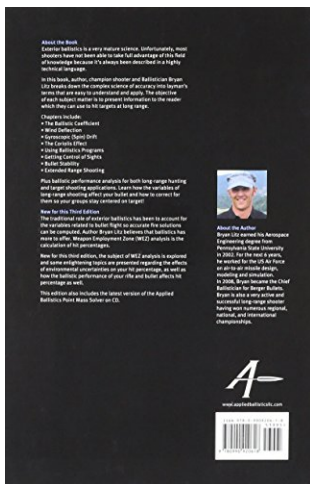 About the Book
Exterior ballistics is a very mature science. Unfortunately, most
shooters have not been able to take full advantage of this field
of knowledge because it's always been described in a highly
technical language.
In this book, author, champion shooter and Ballistician Bryan
Litz breaks down the complex science of accuracy into layman's
terms that are easy to understand and apply. The objective
of each subject matter is to present information to the reader
which they can use to hit targets at long range.
Chapters include:
• The Ballistic Coefficient
• Wind Deflection
• Gyroscopic (Spin) Drift
• The Coriolis Effect
• Using Ballistics Programs
• Getting Control of Sights
• Bullet Stability
• Extended Range Shooting
Plus ballistic performance analysis for both long-range hunting
and target shooting applications. Learn how the variables of
long-range shooting affect your bullet and how to correct for
them so your groups stay centered on target!
New for this Third Edition
The traditional role of exterior ballistics has been to account for
the variables related to bullet flight so accurate fire solutions
can be computed. Author Bryan Litz believes that ballistics has
more to offer. Weapon Employment Zone (WEZ) analysis is the
calculation of hit percentages.
New for this third edition, the subject of WEZ analysis is explored
and some enlightening topics are presented regarding the effects
of environmental uncertainties on your hit percentage, as well as
how the ballistic performance of your rifle and bullet affects hit
percentage as well.
This edition also includes the latest version of the Applied
Ballistics Point Mass Solver on CD.
About the Author
Bryan Litz earned his Aerospace
Engineering degree from
Pennsylvania State University
in 2002. For the next 6 years,
he worked for the US Air Force
on air-to-air missile design,
modeling and simulation.
In 2008, Bryan became the Chief
Ballistician for Berger Bullets.
Bryan is also a very active and
successful long-range shooter
having won numerous regional,
national, and international
championships.
www.appliedballisticsllc.com